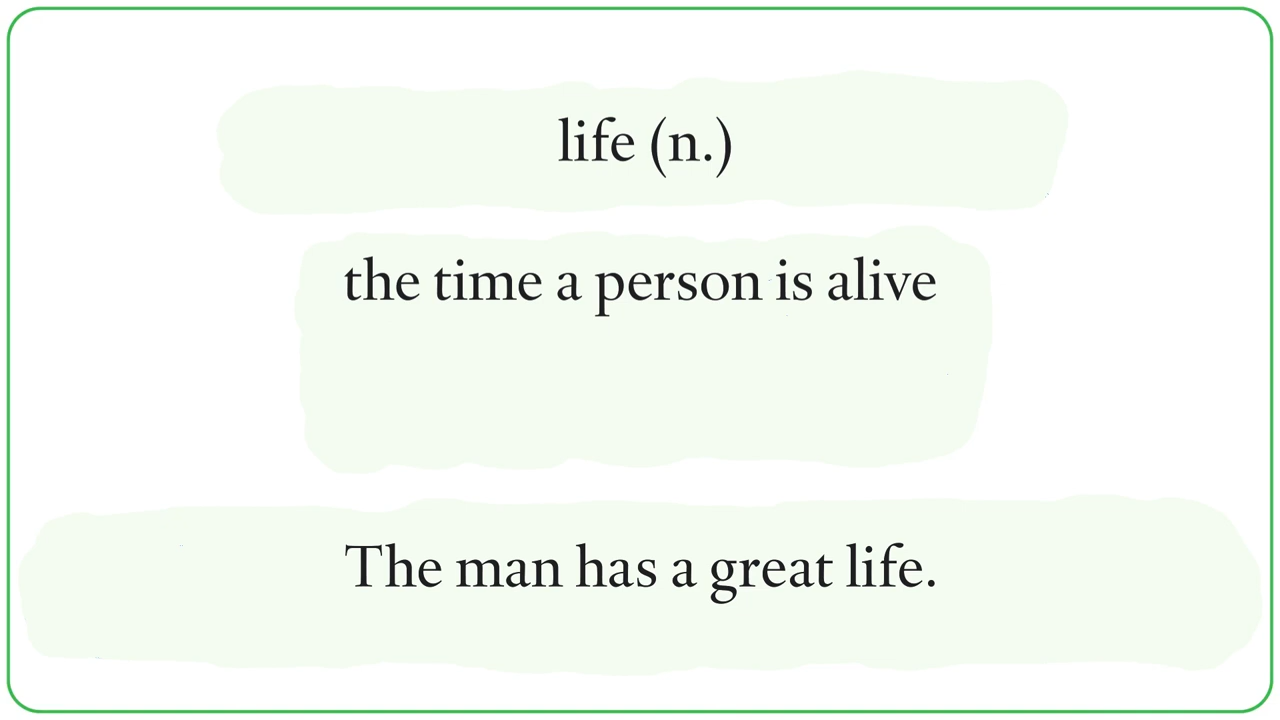 life (n.)
the time a person is alive
The man has a great life.